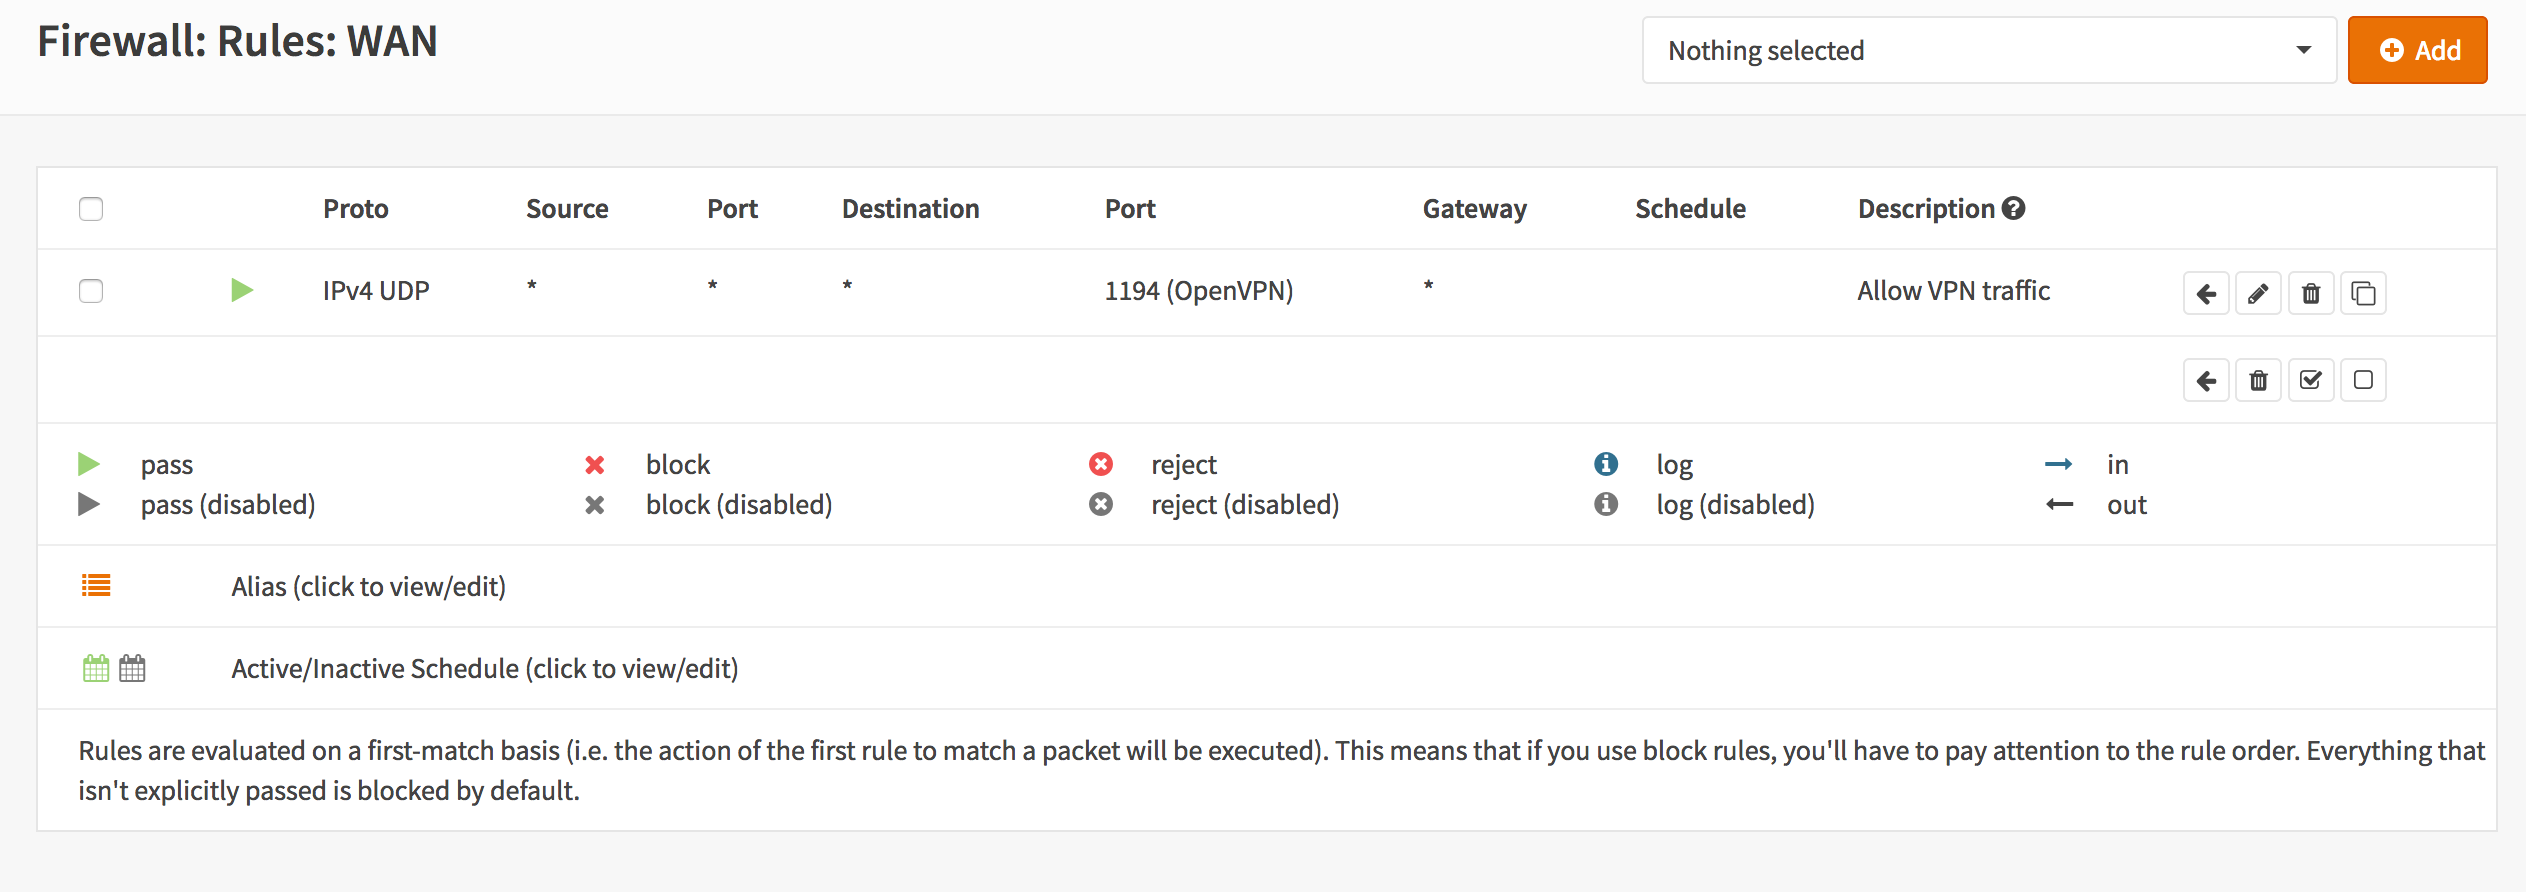 Firewall: Rules: WAN
Nothing selected
Add
Proto Source Port Destination Port Gateway Schedule Description
IPv4 UDP * * * 1194 (OpenVPN) * Allow VPN traffic
pass block reject log in
pass (disabled) block (disabled) reject (disabled) log (disabled) out
Alias (click to view/edit)
Active/Inactive Schedule (click to view/edit)
Rules are evaluated on a first-match basis (i.e. the action of the first rule to match a packet will be executed). This means that if you use block rules, you'll have to pay attention to the rule order. Everything that
isn't explicitly passed is blocked by default.